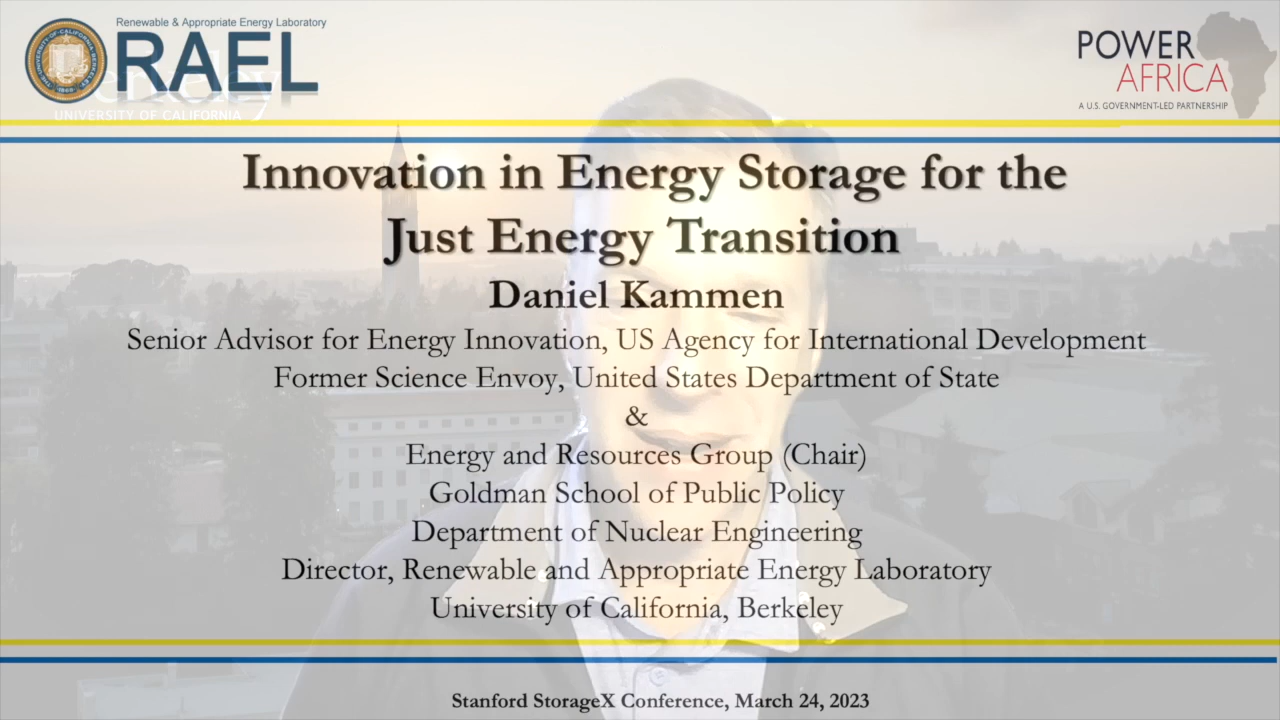 Renewable & Appropriate Energy Laboratory
RAEL
UNIVERSITY OF CALIFORNIA
POWER
AFRICA
A U.S. GOVERNMENT-LED PARTNERSHIP
Innovation in Energy Storage for the
Just Energy Transition
Daniel Kammen
Senior Advisor for Energy Innovation, US Agency for International Development
Former Science Envoy, United States Department of State
&
Energy and Resources Group (Chair)
Goldman School of Public Policy
Department of Nuclear Engineering
Director, Renewable and Appropriate Energy Laboratory
University of California, Berkeley
Stanford StorageX Conference, March 24, 2023